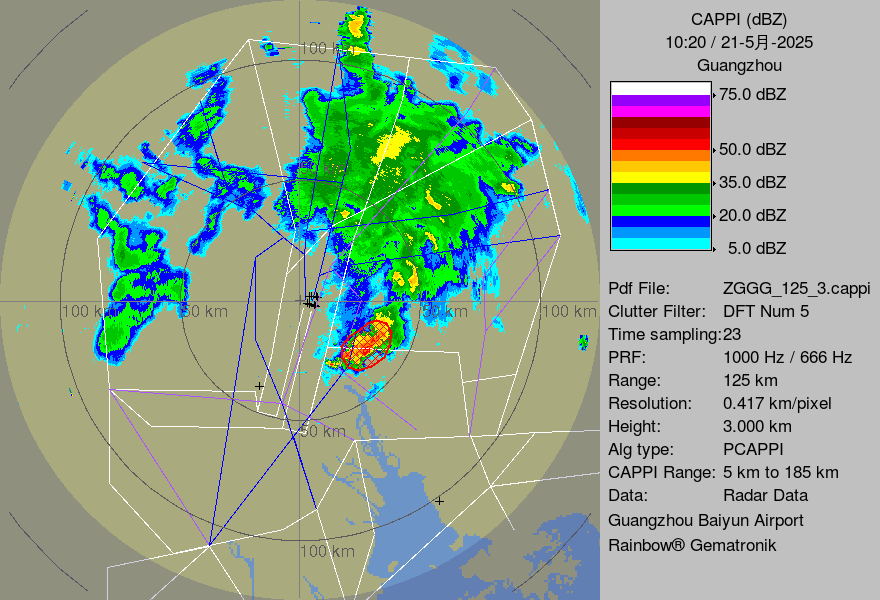 CAPPI (dBZ)
10:20 / 21-5月-2025
Guangzhou
75.0 dBZ
50.0 dBZ
35.0 dBZ
20.0 dBZ
5.0 dBZ
Pdf File: ZGGG_125_3.cappi
Clutter Filter: DFT Num 5
Time sampling:23
PRF: 1000 Hz / 666 Hz
Range: 125 km
Resolution: 0.417 km/pixel
Height: 3.000 km
Alg type: PCAPPI
CAPPI Range: 5 km to 185 km
Data: Radar Data
Guangzhou Baiyun Airport
Rainbow® Gematronik
100 km
100 km
100 km
50 km
100 km